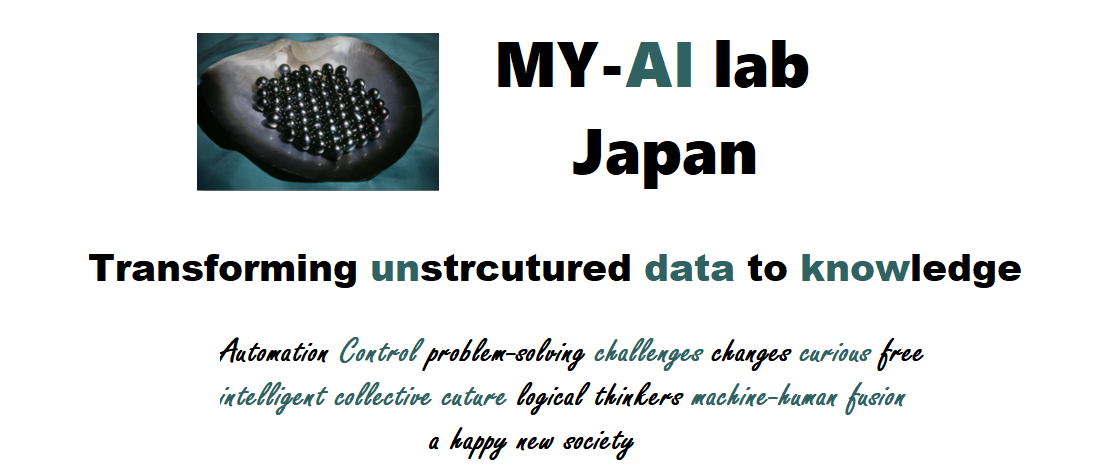 MY-AI lab
Japan
Transforming unstrcutured data to knowledge
Automation Control problem-solving challenges changes curious free
intelligent collective cuture logical thinkers machine-human fusion
a happy new society